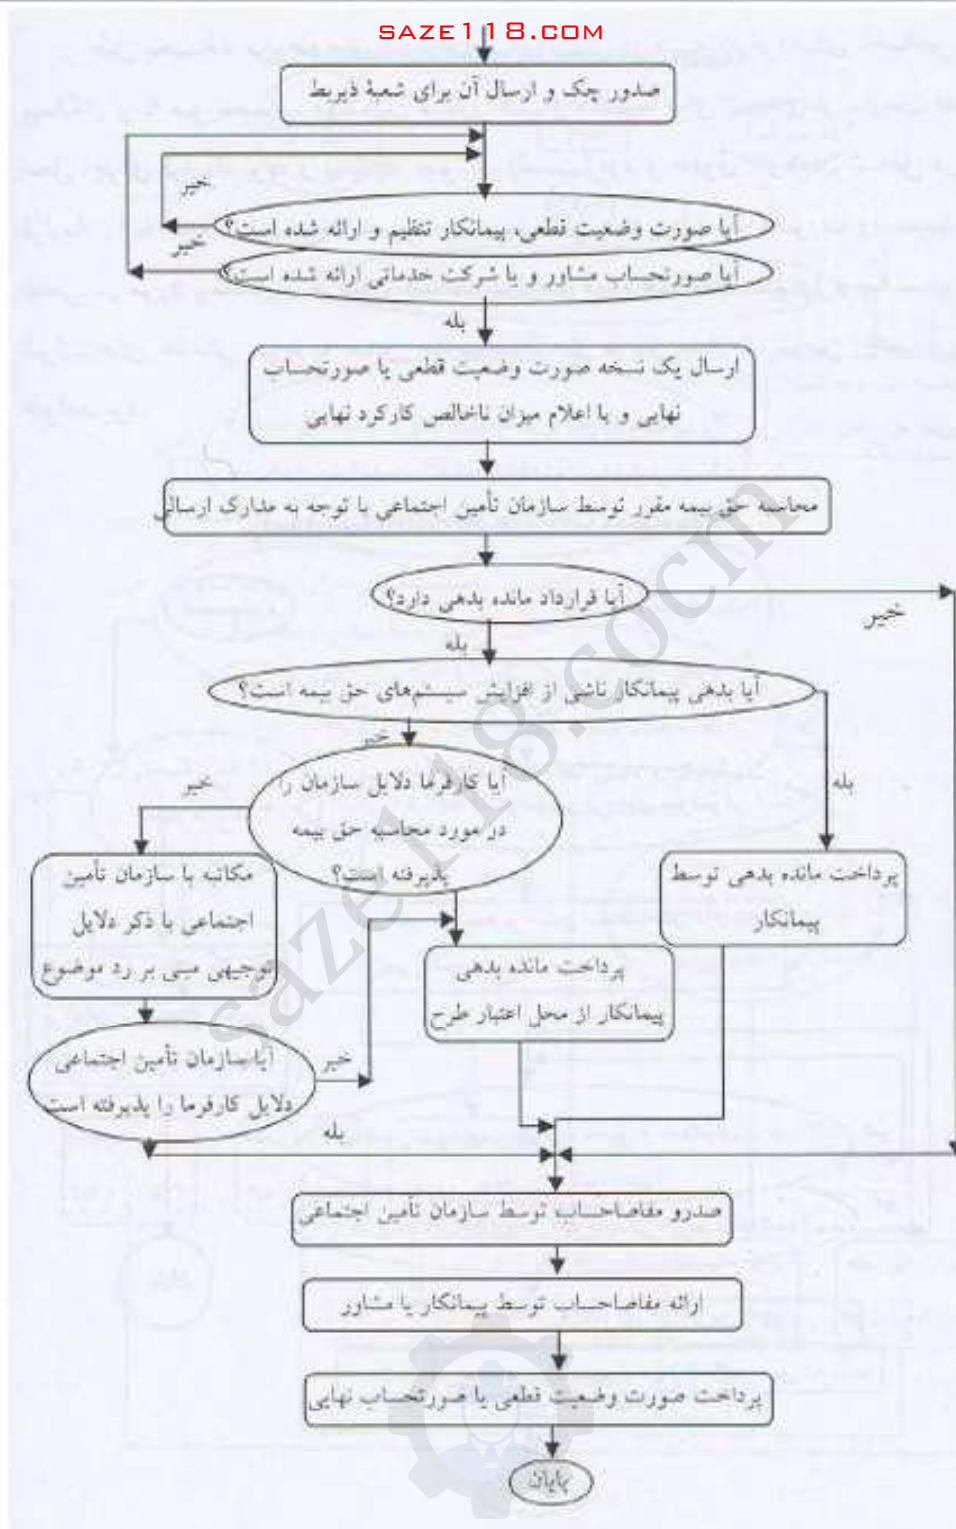 SAZE118.COM
صدور چک و ارسال آن برای شعبهٔ ذیربط
خیر
آیا صورت وضعیت قطعی، پیمانکار تنظیم و ارائه شده است؟
خیر
آیا صورتحساب مشاور و یا شرکت خدماتی ارائه شده است؟
بله
ارسال یک نسخه صورت وضعیت قطعی یا صورتحساب
نهایی و یا اعلام میزان ناخالص کارکرد نهایی
محاسبه حق بیمه مقرر توسط سازمان تأمین اجتماعی با توجه به مدارک ارسالی
آیا قرارداد مانده بدهی دارد؟
خیر
بله
آیا بدهی پیمانکار ناشی از افزایش سیستم‌های حق بیمه است؟
خیر
بله
آیا کارفرما دلایل سازمان را
در مورد محاسبه حق بیمه
پذیرفته است؟
خیر
پرداخت مانده بدهی توسط
پیمانکار
مکاتبه با سازمان تأمین
اجتماعی با ذکر دلایل
توجیهی مبنی بر رد موضوع
پرداخت مانده بدهی
پیمانکار از محل اعتبار طرح
آیا سازمان تأمین اجتماعی
دلایل کارفرما را پذیرفته است
خیر
بله
صدرو مفاصاحساب توسط سازمان تأمین اجتماعی
ارائه مفاصاحساب توسط پیمانکار یا مشاور
پرداخت صورت وضعیت قطعی یا صورتحساب نهایی
پایان
saze118.cocm